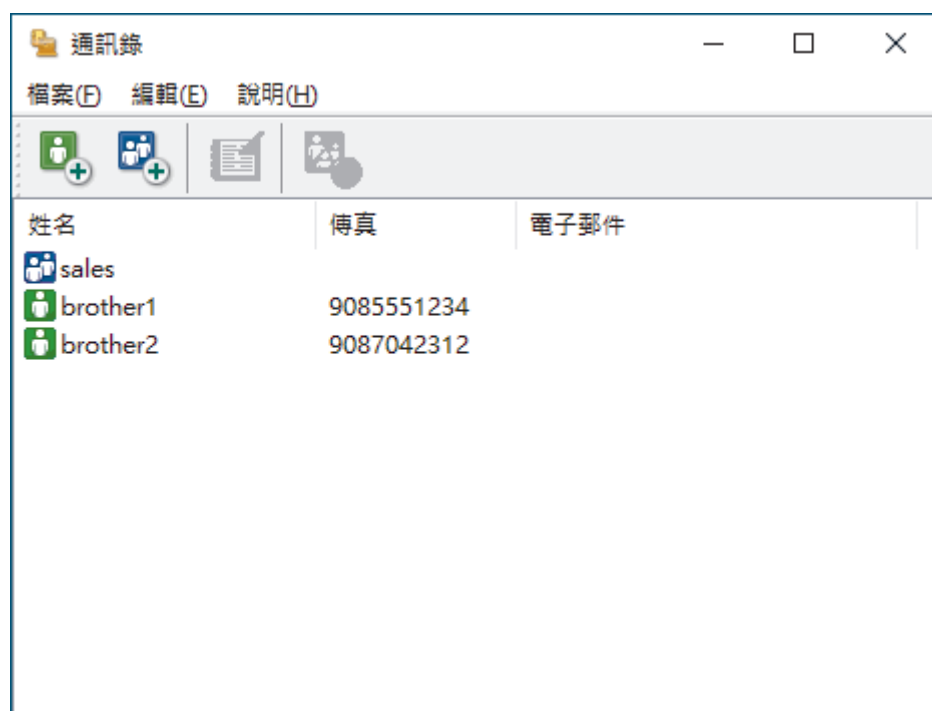 通訊錄
檔案(F) 編輯(E) 說明(H)
姓名 傳真 電子郵件
sales
brother1 9085551234
brother2 9087042312